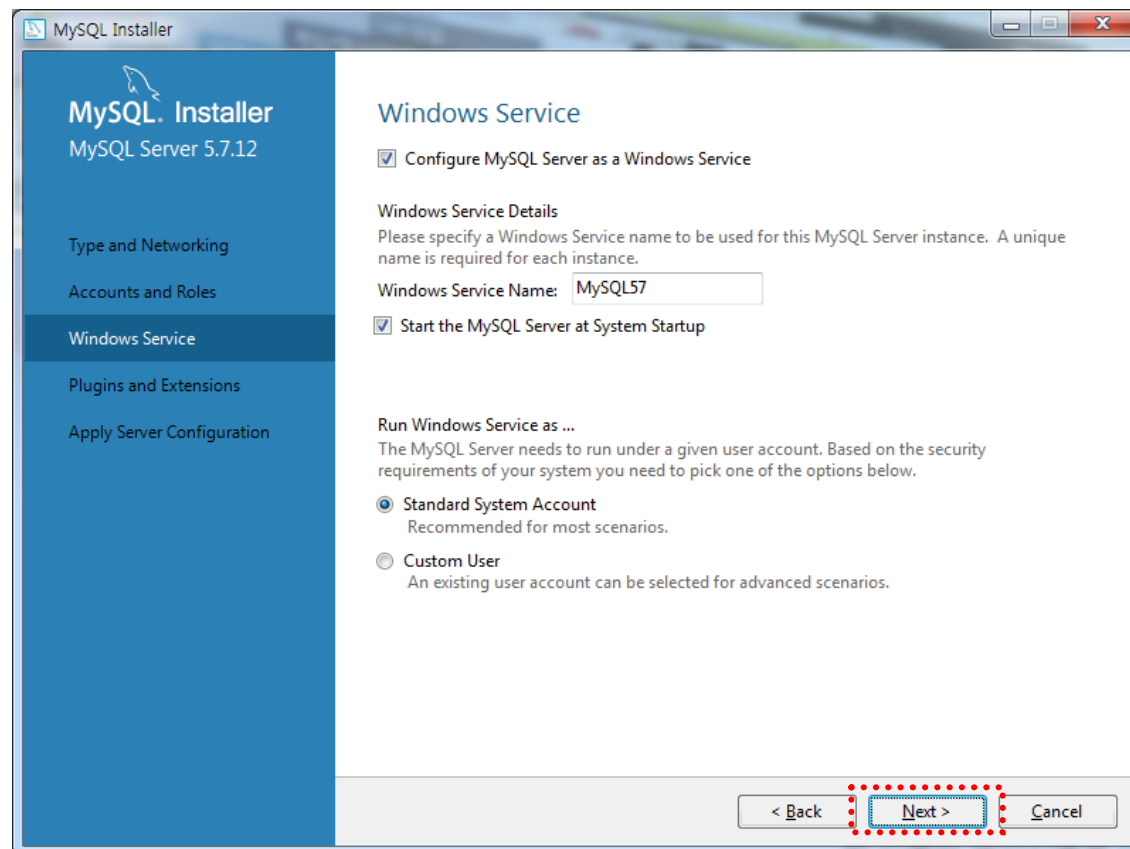 MySQL Installer
MySQL. Installer
MySQL Server 5.7.12
Type and Networking
Accounts and Roles
Windows Service
Plugins and Extensions
Apply Server Configuration
Windows Service
Configure MySQL Server as a Windows Service
Windows Service Details
Please specify a Windows Service name to be used for this MySQL Server instance. A unique
name is required for each instance.
Windows Service Name: MySQL57
Start the MySQL Server at System Startup
Run Windows Service as ...
The MySQL Server needs to run under a given user account. Based on the security
requirements of your system you need to pick one of the options below.
Standard System Account
Recommended for most scenarios.
Custom User
An existing user account can be selected for advanced scenarios.
< Back Next > Cancel